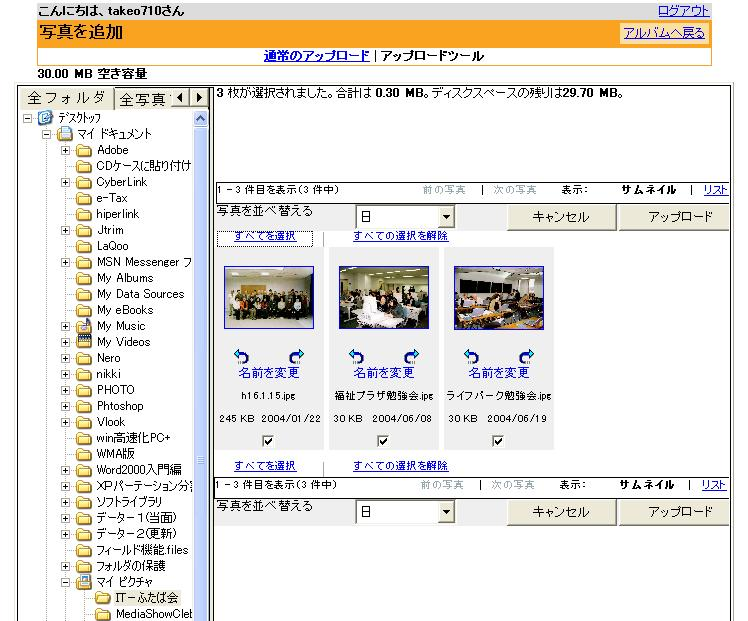 こんにちは、takeo710さん
ログアウト
写真を追加
アルバムへ戻る
通常のアップロード | アップロードツール
30.00 MB 空き容量
全フォルダ
全写真
3 枚が選択されました。合計は 0.30 MB。ディスクスペースの残りは29.70 MB。
デスクトップ
マイ ドキュメント
Adobe
CDケースに貼り付け
CyberLink
e-Tax
hiperlink
Jtrim
LaQoo
MSN Messenger フ
My Albums
My Data Sources
My eBooks
My Music
My Videos
Nero
nikki
PHOTO
Phtoshop
Vlook
win高速化PC+
WMA版
Word2000入門編
XPパーテーション分
ソフトライブラリ
データー1(当面)
データー2(更新)
フィールド機能.files
フォルダの保護
マイ ピクチャ
IT－ふたば会
MediaShowCleb
1 - 3 件目を表示(3 件中)
前の写真 | 次の写真
表示: サムネイル | リスト
写真を並べ替える
日
キャンセル
アップロード
すべてを選択
すべての選択を解除
名前を変更
名前を変更
名前を変更
h16.1.15.jpg
福祉プラザ勉強会.jpg
ライフパーク勉強会.jpg
245 KB 2004/01/22
30 KB 2004/06/08
30 KB 2004/06/19
すべてを選択
すべての選択を解除
1 - 3 件目を表示(3 件中)
前の写真 | 次の写真
表示: サムネイル | リスト
写真を並べ替える
日
キャンセル
アップロード